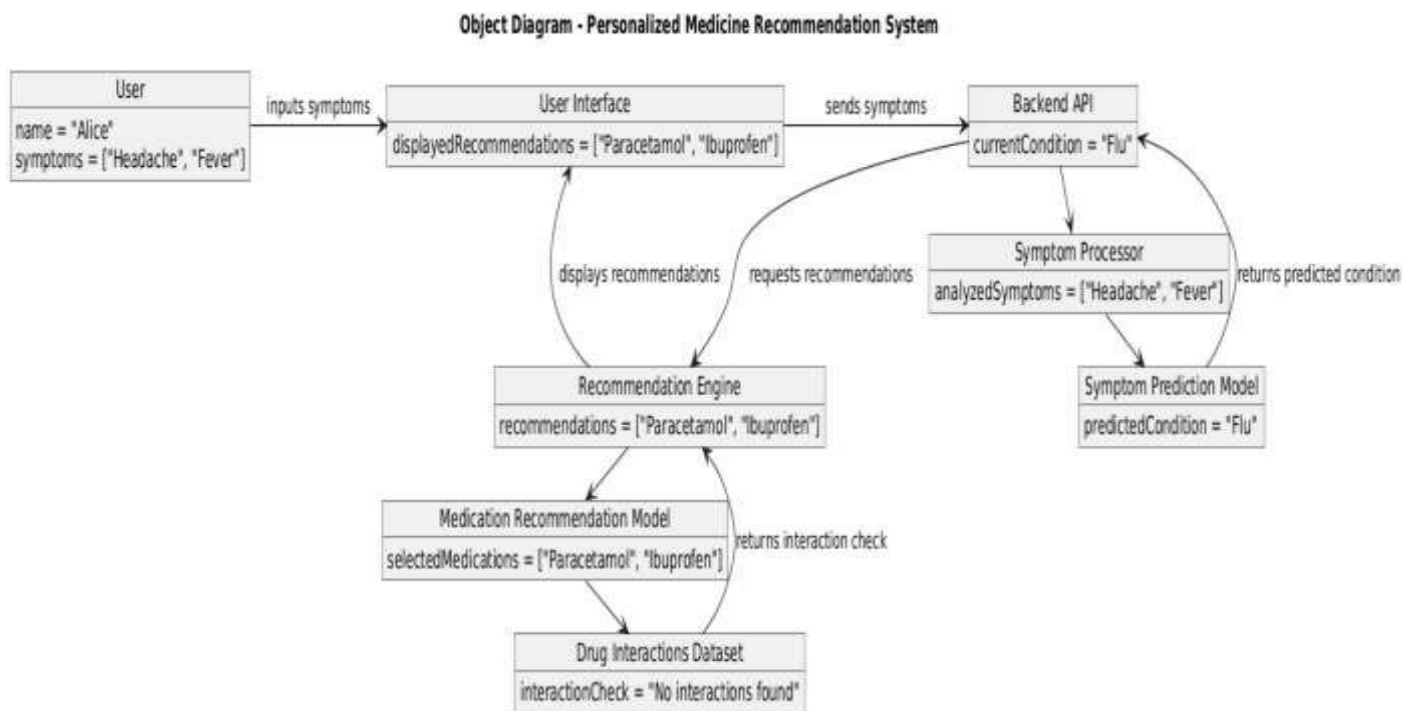 Object Diagram - Personalized Medicine Recommendation System
User
name = "Alice"
symptoms = ["Headache", "Fever"]
inputs symptoms
User Interface
displayedRecommendations = ["Paracetamol", "Ibuprofen"]
sends symptoms
Backend API
currentCondition = "Flu"
displays recommendations
requests recommendations
Symptom Processor
analyzedSymptoms = ["Headache", "Fever"]
returns predicted condition
Recommendation Engine
recommendations = ["Paracetamol", "Ibuprofen"]
Symptom Prediction Model
predictedCondition = "Flu"
Medication Recommendation Model
selectedMedications = ["Paracetamol", "Ibuprofen"]
returns interaction check
Drug Interactions Dataset
interactionCheck = "No interactions found"